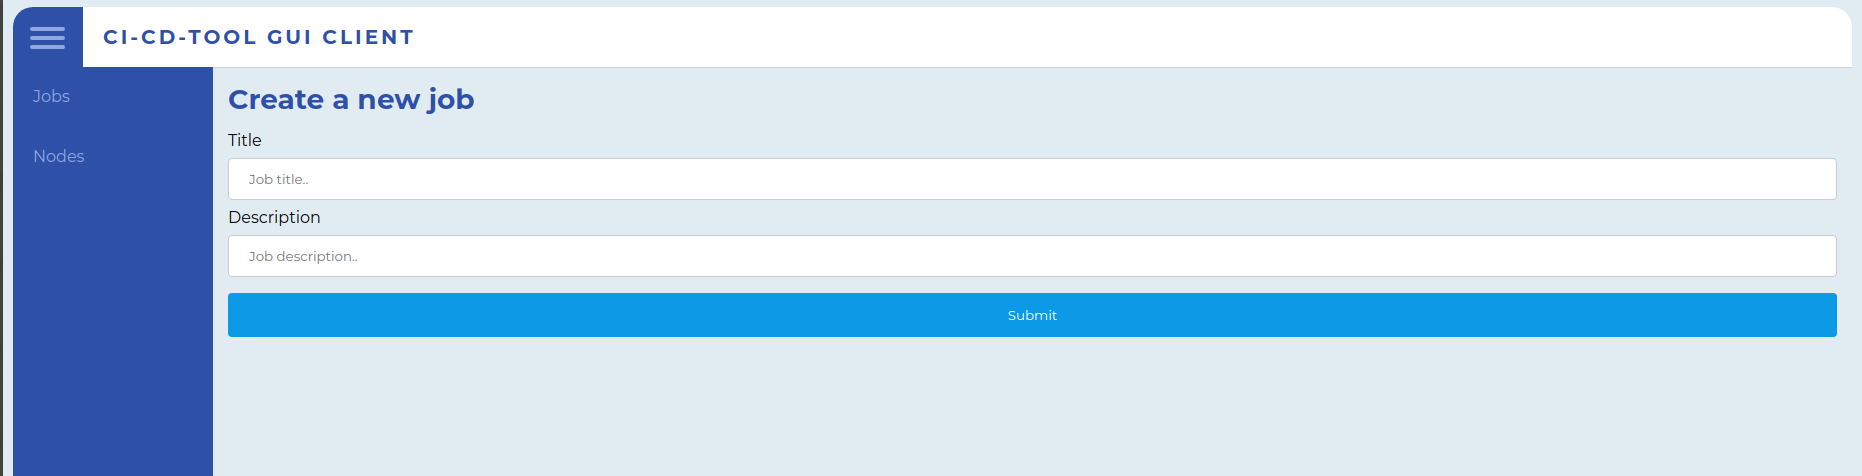 CI-CD-TOOL GUI CLIENT
Jobs
Nodes
Create a new job
Title
Job title..
Description
Job description..
Submit